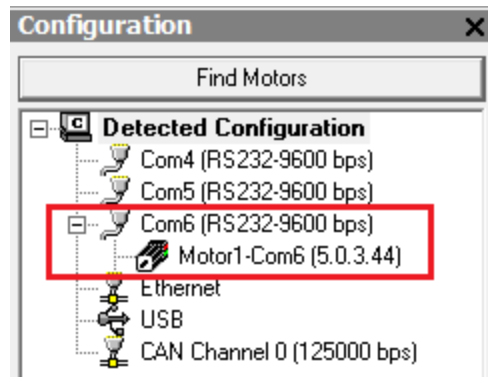 Configuration
Find Motors
Detected Configuration
Com4 (RS232-9600 bps)
Com5 (RS232-9600 bps)
Com6 (RS232-9600 bps)
Motor1-Com6 (5.0.3.44)
Ethernet
USB
CAN Channel 0 (125000 bps)